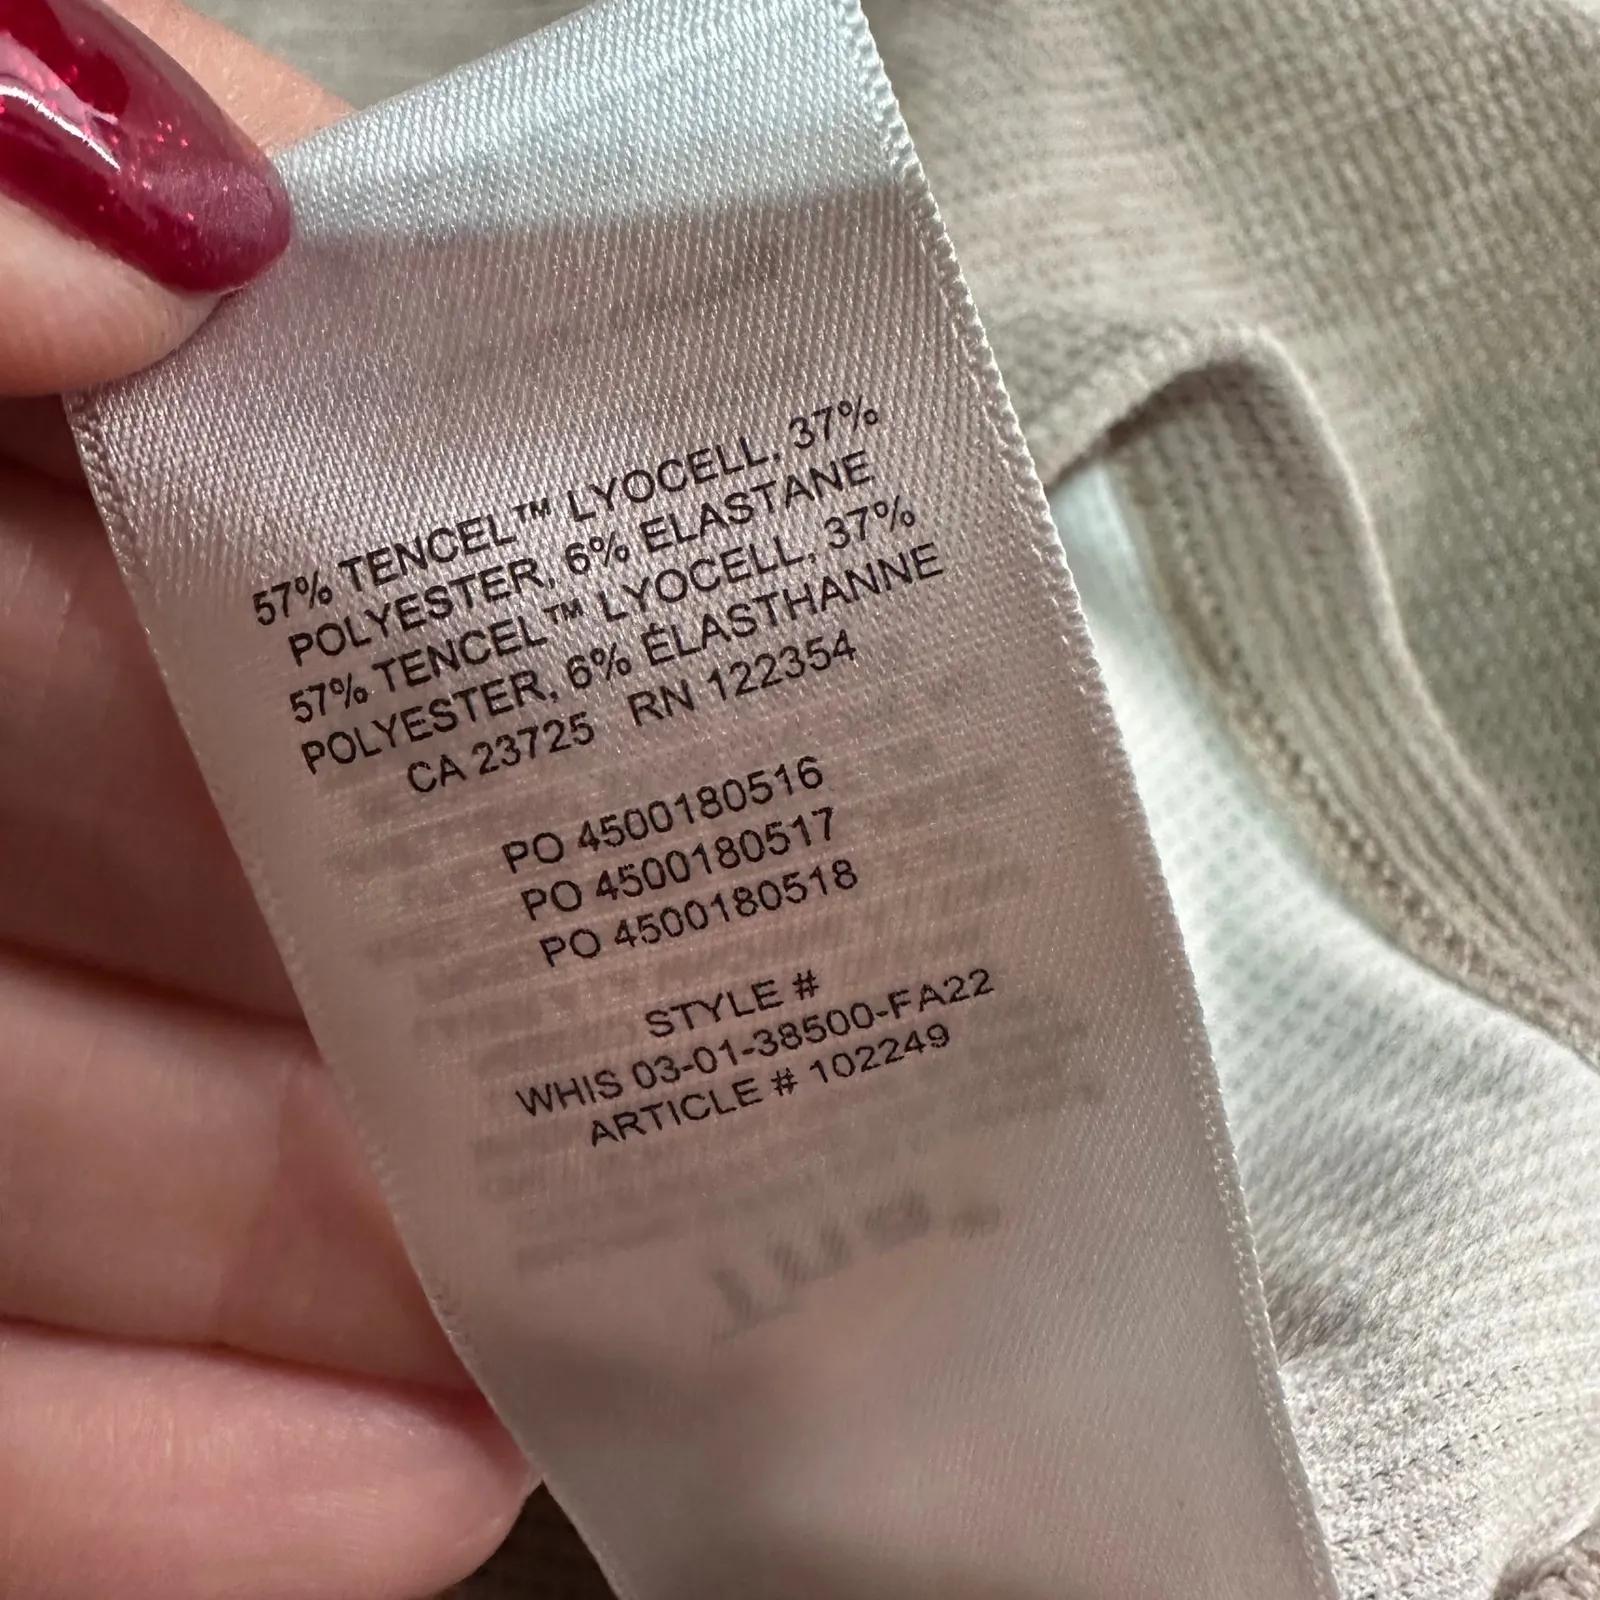 57% TENCEL™ LYOCELL, 37%
POLYESTER, 6% ELASTANE
57% TENCEL™ LYOCELL, 37%
POLYESTER, 6% ÉLASTHANNE
CA 23725 RN 122354
PO 4500180516
PO 4500180517
PO 4500180518
STYLE #
WHIS 03-01-38500-FA22
ARTICLE # 102249